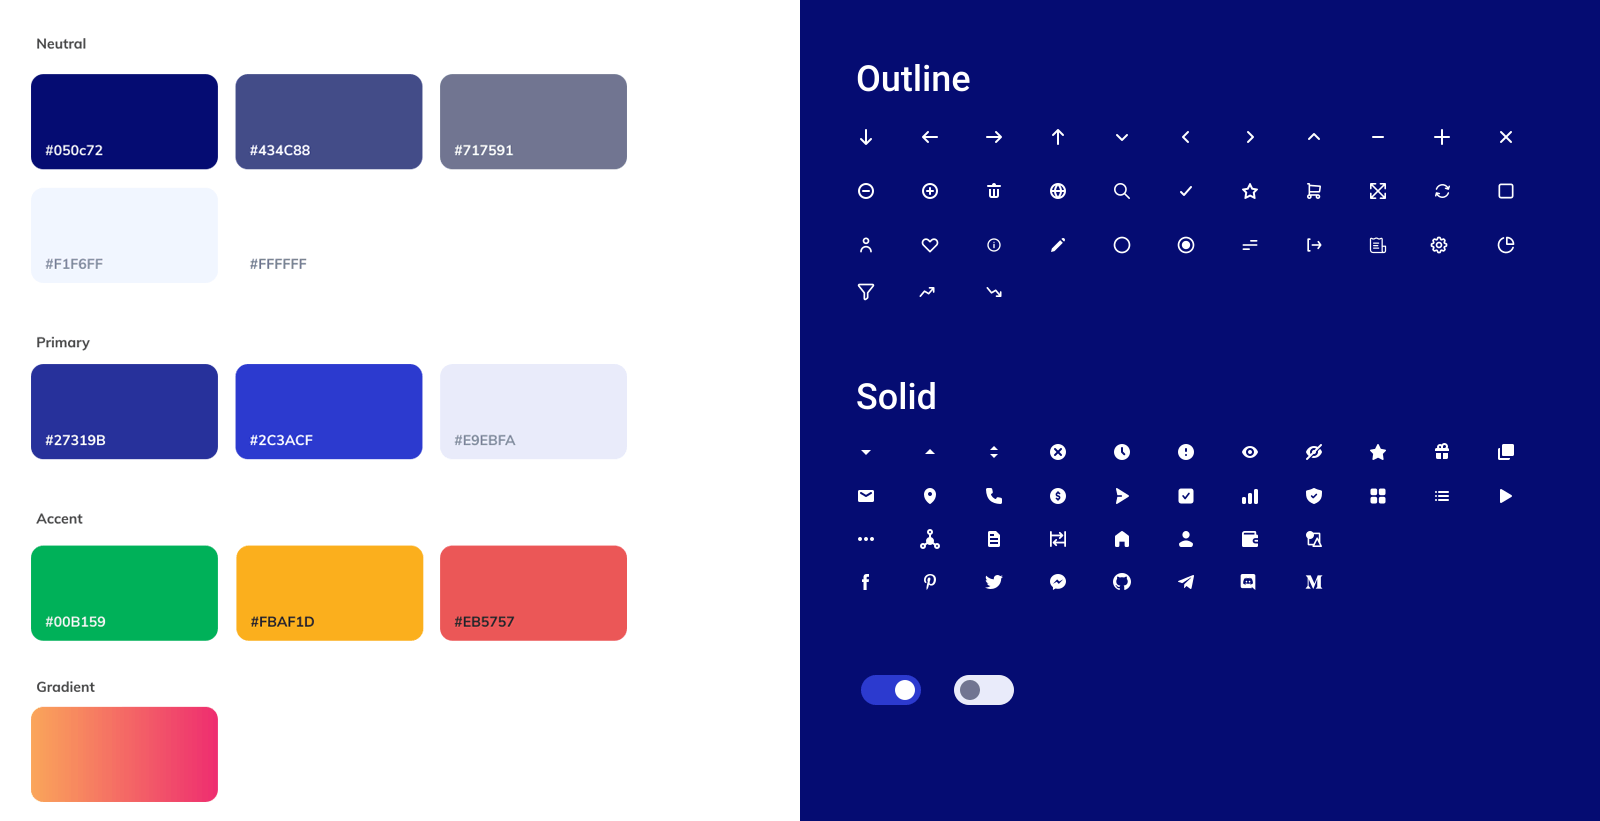 Neutral
#050c72
#434C88
#717591
#F1F6FF
#FFFFFF
Primary
#27319B
#2C3ACF
#E9EBFA
Accent
#00B159
#FBAF1D
#EB5757
Gradient
Outline
Solid